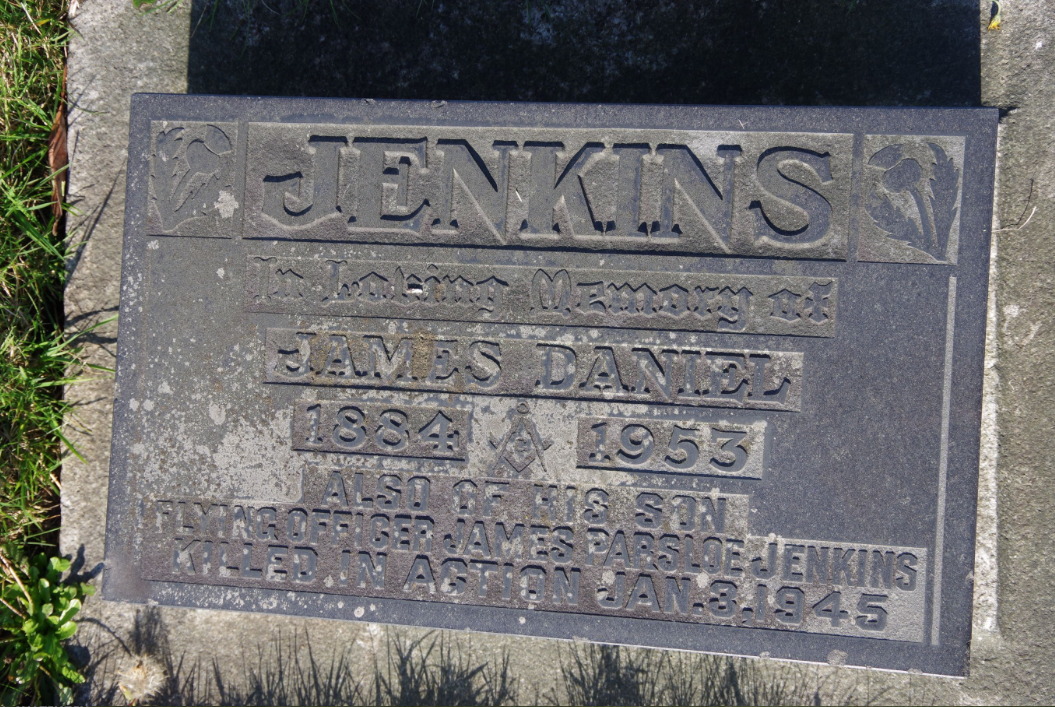 JENKINS
In Loving Memory of
JAMES DANIEL
1884 1953
ALSO OF HIS SON
FLYING OFFICER JAMES PARSLOE JENKINS
KILLED IN ACTION JAN. 3, 1945